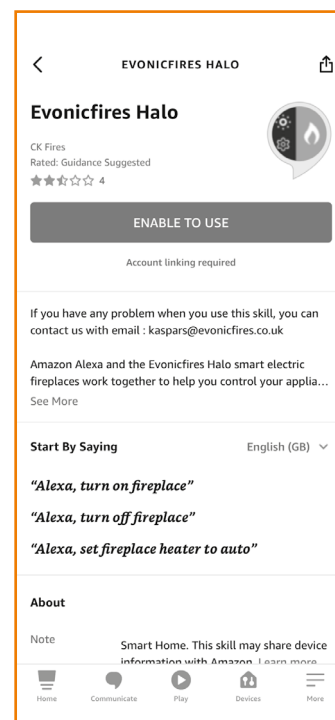 EVONICFIRES HALO
Evonicfires Halo
CK Fires
Rated: Guidance Suggested
4
ENABLE TO USE
Account linking required
If you have any problem when you use this skill, you can
contact us with email : kaspars@evonicfires.co.uk
Amazon Alexa and the Evonicfires Halo smart electric
fireplaces work together to help you control your applia...
See More
Start By Saying
English (GB)
“Alexa, turn on fireplace”
“Alexa, turn off fireplace”
“Alexa, set fireplace heater to auto”
About
Note
Smart Home. This skill may share device
information with Amazon. Learn more
Home
Communicate
Play
Devices
More